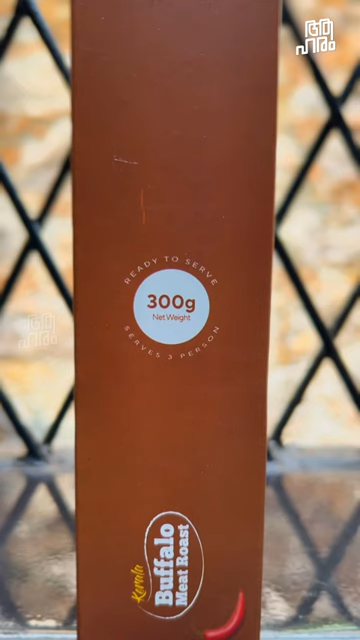 ആ
ഹാരം
READY TO SERVE
300g
Net Weight
SERVES 3 PERSON
Kerala
Buffalo
Meat Roast